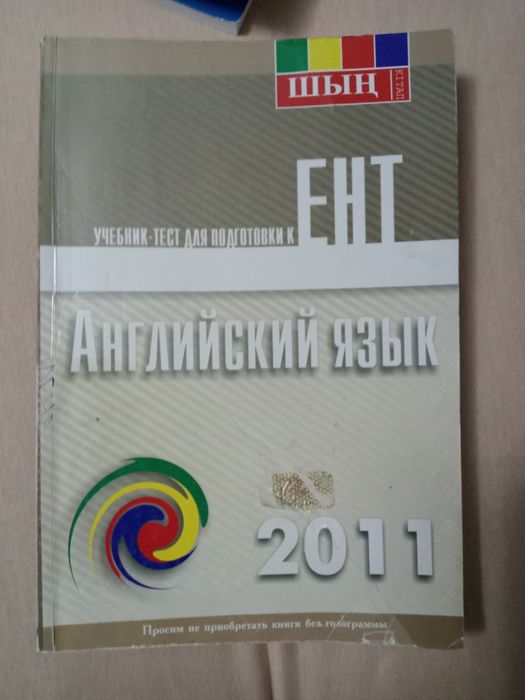 ШЫҢ
КІТАП
УЧЕБНИК-ТЕСТ ДЛЯ ПОДГОТОВКИ К ЕНТ
АНГЛИЙСКИЙ ЯЗЫК
2011
Просим не приобретать книги без голограммы